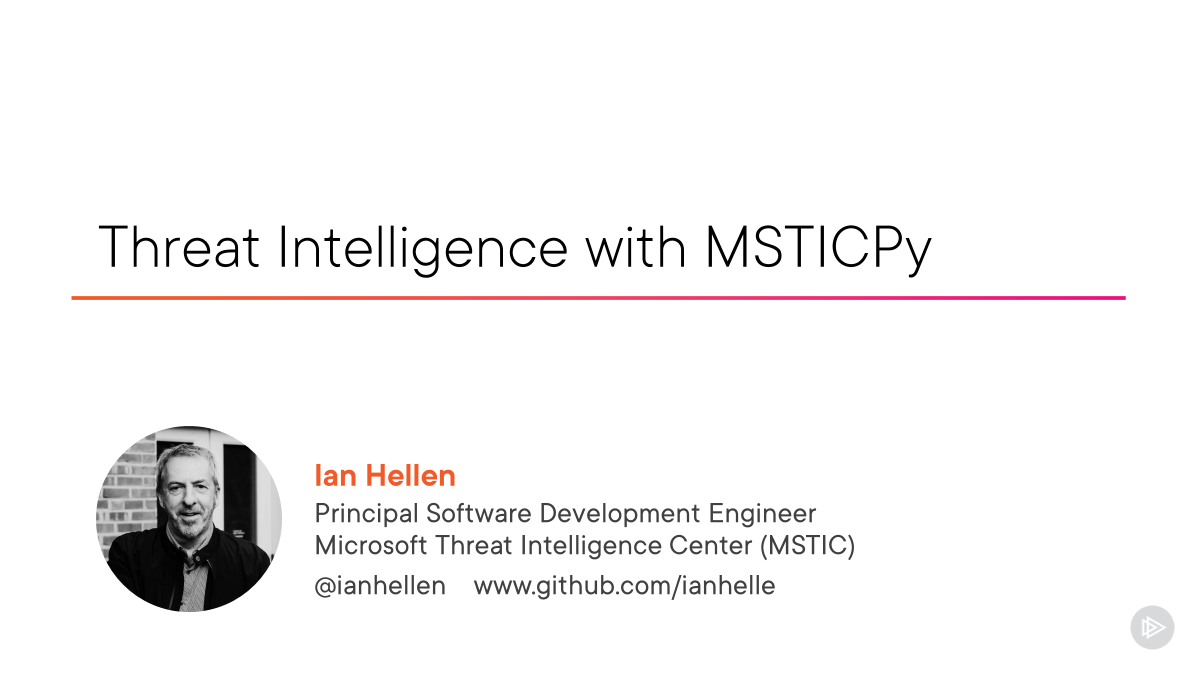 Threat Intelligence with MSTICPy
Ian Hellen
Principal Software Development Engineer
Microsoft Threat Intelligence Center (MSTIC)
@ianhellen www.github.com/ianhelle